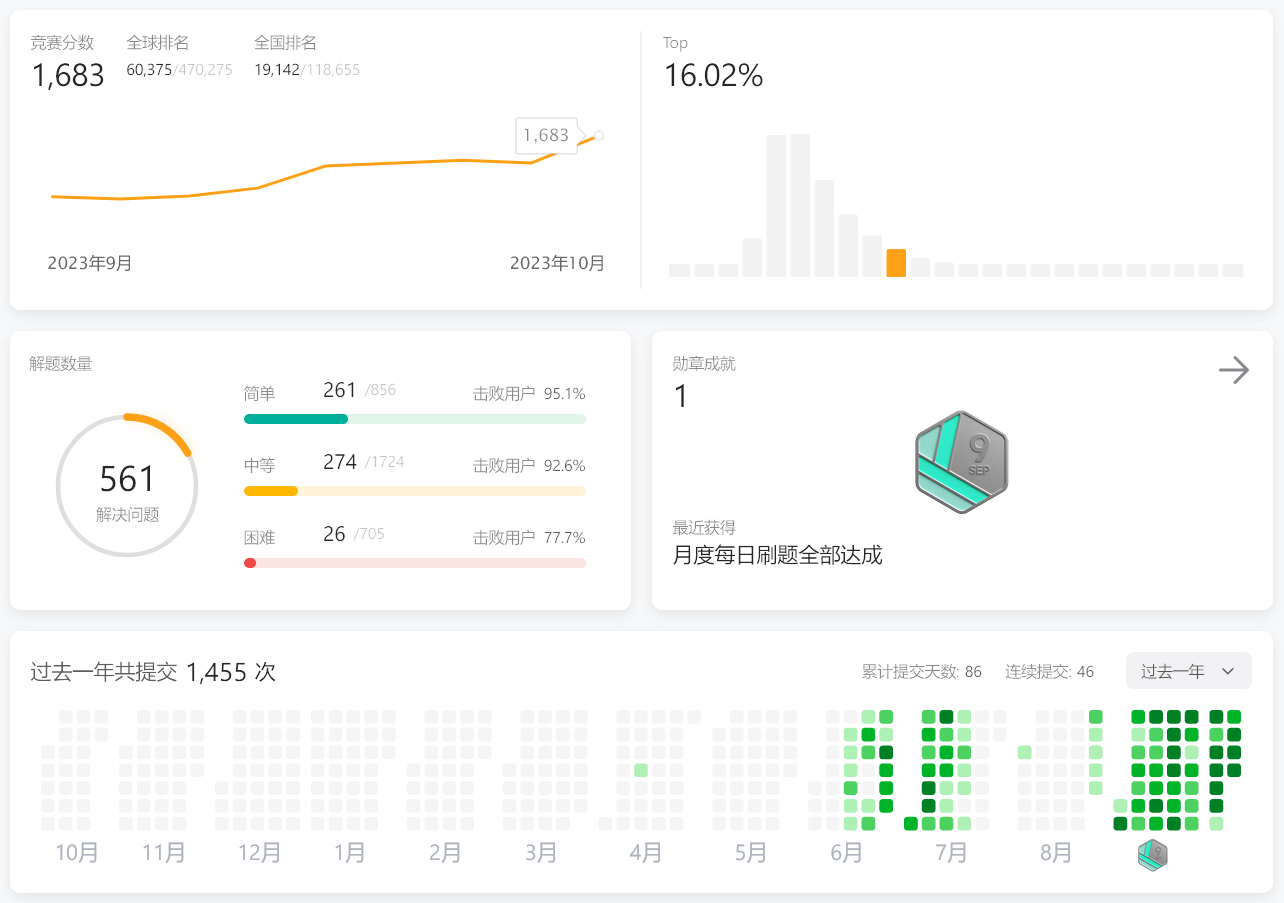 竞赛分数 全球排名 全国排名
1,683 60,375/470,275 19,142/118,655
1,683
2023年9月 2023年10月
Top
16.02%
解题数量
561
解决问题
简单 261 /856 击败用户 95.1%
中等 274 /1724 击败用户 92.6%
困难 26 /705 击败用户 77.7%
勋章成就
1
9
SEP
最近获得
月度每日刷题全部达成
过去一年共提交 1,455 次 累计提交天数: 86 连续提交: 46 过去一年
10月 11月 12月 1月 2月 3月 4月 5月 6月 7月 8月